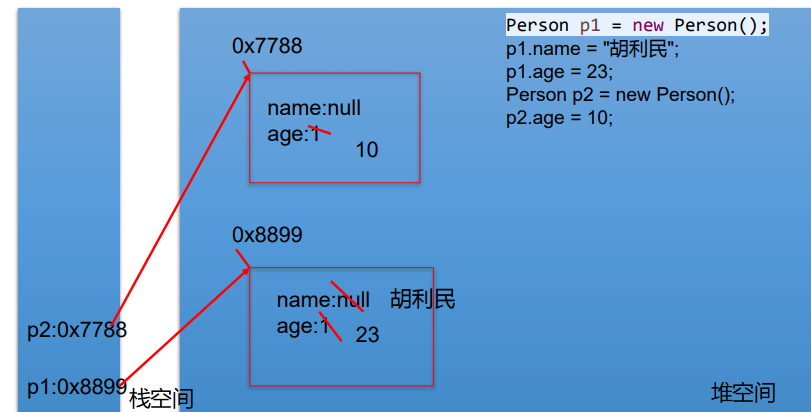 Person p1 = new Person();
p1.name = "胡利民";
p1.age = 23;
Person p2 = new Person();
p2.age = 10;
0x7788
name:null
age:1
10
0x8899
name:null 胡利民
age:1 23
p2:0x7788
p1:0x8899
栈空间
堆空间